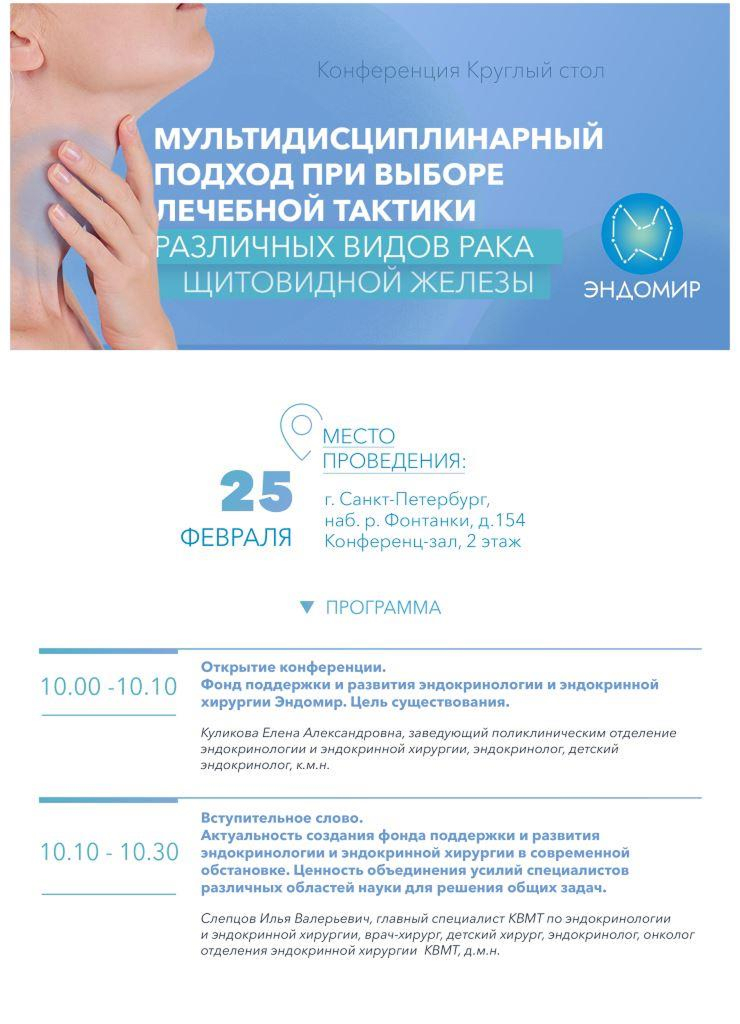 Конференция Круглый стол
МУЛЬТИДИСЦИПЛИНАРНЫЙ
ПОДХОД ПРИ ВЫБОРЕ
ЛЕЧЕБНОЙ ТАКТИКИ
РАЗЛИЧНЫХ ВИДОВ РАКА
ЩИТОВИДНОЙ ЖЕЛЕЗЫ
ЭНДОМИР
МЕСТО
ПРОВЕДЕНИЯ:
25
ФЕВРАЛЯ
г. Санкт-Петербург,
наб. р. Фонтанки, д.154
Конференц-зал, 2 этаж
ПРОГРАММА
10.00 -10.10
Открытие конференции.
Фонд поддержки и развития эндокринологии и эндокринной
хирургии Эндомир. Цель существования.
Куликова Елена Александровна, заведующий поликлиническим отделение
эндокринологии и эндокринной хирургии, эндокринолог, детский
эндокринолог, к.м.н.
10.10 - 10.30
Вступительное слово.
Актуальность создания фонда поддержки и развития
эндокринологии и эндокринной хирургии в современной
обстановке. Ценность объединения усилий специалистов
различных областей науки для решения общих задач.
Слепцов Илья Валерьевич, главный специалист КВМТ по эндокринологии
и эндокринной хирургии, врач-хирург, детский хирург, эндокринолог, онколог
отделения эндокринной хирургии КВМТ, д.м.н.